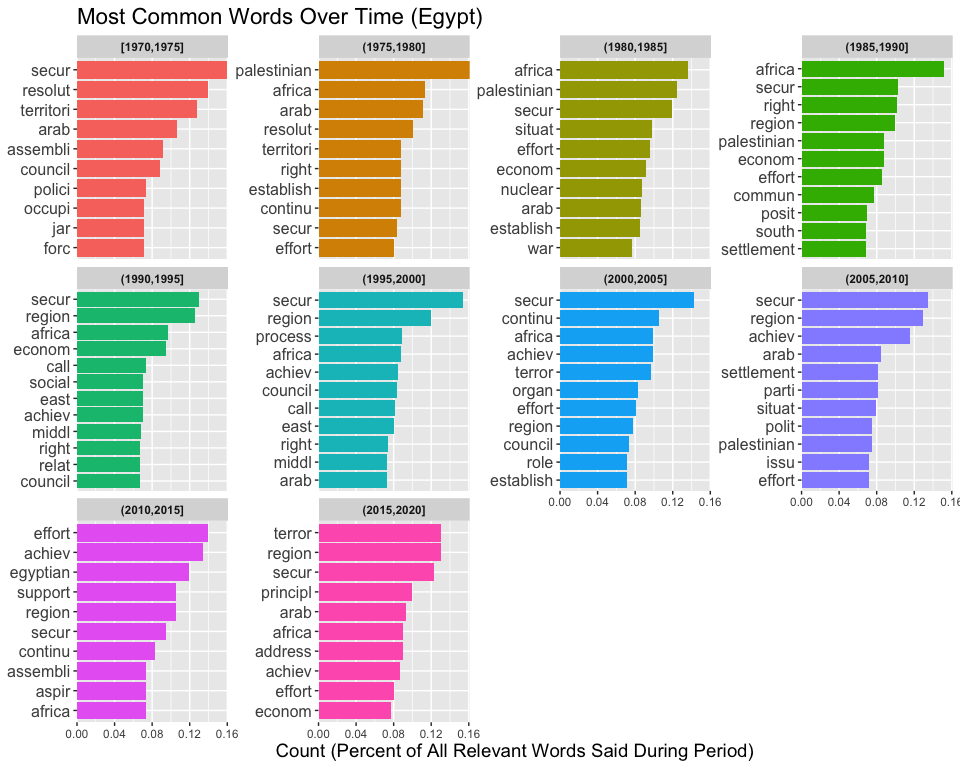 Most Common Words Over Time (Egypt)
[1970,1975]
secur
resolut
territori
arab
assembli
council
polici
occupi
jar
forc
(1975,1980]
palestinian
africa
arab
resolut
territori
right
establish
continu
secur
effort
(1980,1985]
africa
palestinian
secur
situat
effort
econom
nuclear
arab
establish
war
(1985,1990]
africa
secur
right
region
palestinian
econom
effort
commun
posit
south
settlement
(1990,1995]
secur
region
africa
econom
call
social
east
achiev
middl
right
relat
council
(1995,2000]
secur
region
process
africa
achiev
council
call
east
right
middl
arab
(2000,2005]
secur
continu
africa
achiev
terror
organ
effort
region
council
role
establish
0.00 0.04 0.08 0.12 0.16
(2005,2010]
secur
region
achiev
arab
settlement
parti
situat
polit
palestinian
issu
effort
0.00 0.04 0.08 0.12 0.16
(2010,2015]
effort
achiev
egyptian
support
region
secur
continu
assembli
aspir
africa
0.00 0.04 0.08 0.12 0.16
(2015,2020]
terror
region
secur
principl
arab
africa
address
achiev
effort
econom
0.00 0.04 0.08 0.12 0.16
Count (Percent of All Relevant Words Said During Period)